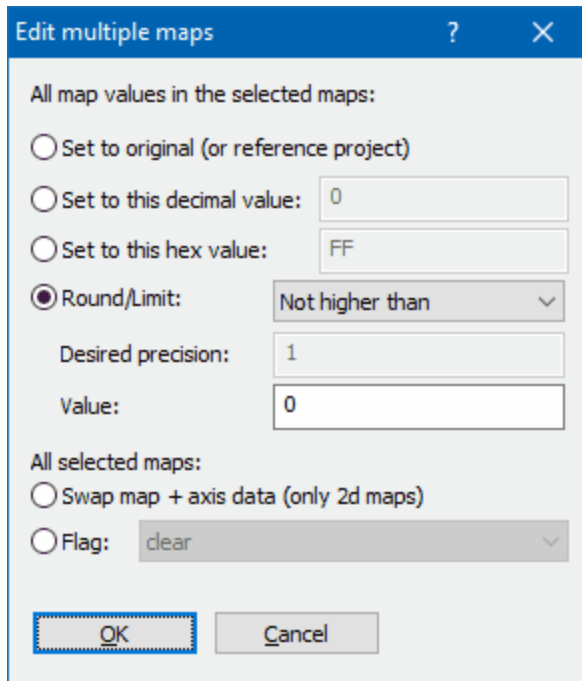 Edit multiple maps ?
All map values in the selected maps:
Set to original (or reference project)
Set to this decimal value: 0
Set to this hex value: FF
Round/Limit: Not higher than
Desired precision: 1
Value: 0
All selected maps:
Swap map + axis data (only 2d maps)
Flag: clear
OK Cancel